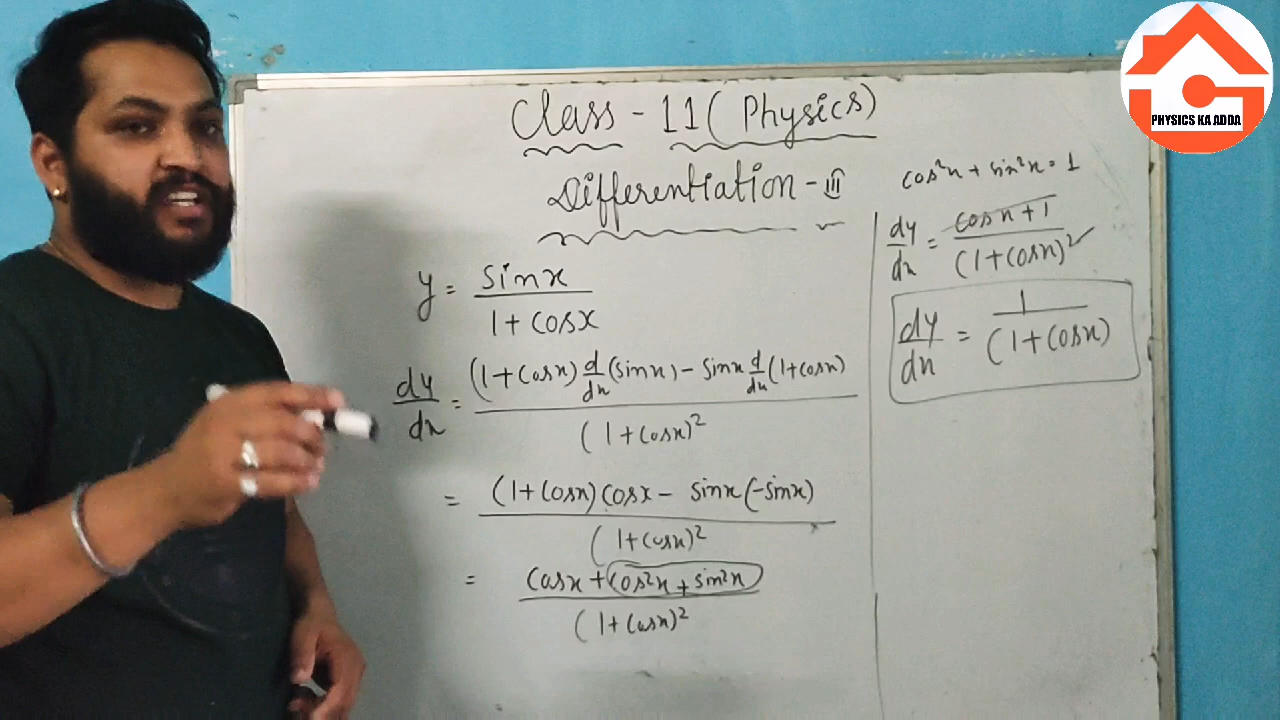 Class - 11 (Physics)
Differentiation - III
y = sinx / 1 + cosx
dy/dx = (1+cosx) d/dx (sinx) - sinx d/dx (1+cosx) / (1+cosx)²
= (1+cosx) cosx - sinx (-sinx) / (1+cosx)²
= cosx + cos²x + sin²x / (1+cosx)²
cos²x + sin²x = 1
dy/dx = cosx + 1 / (1+cosx)²
dy/dx = 1 / (1+cosx)
PHYSICS KA ADDA